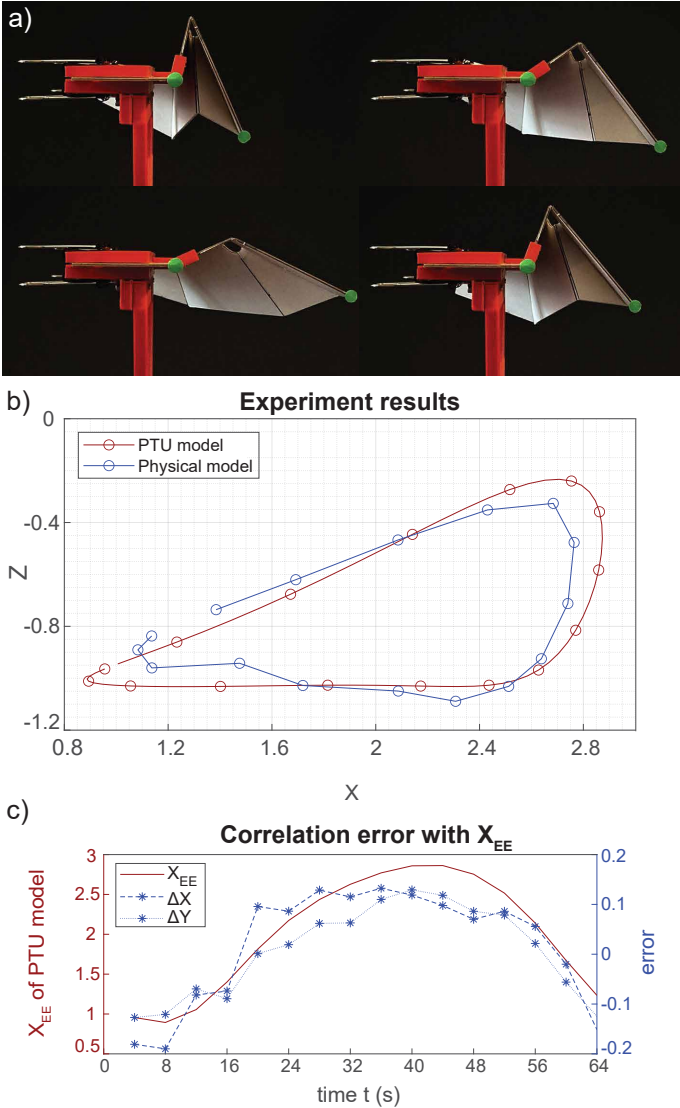 a)
b)
Experiment results
0
-0.4
-0.8
-1.2
Z
PTU model
Physical model
0.8 1.2 1.6 2 2.4 2.8
X
c)
Correlation error with X_EE
3
2.5
2
1.5
1
0.5
X_EE of PTU model
X_EE
ΔX
ΔY
0.2
0.1
0
-0.1
-0.2
error
0 8 16 24 32 40 48 56 64
time t (s)